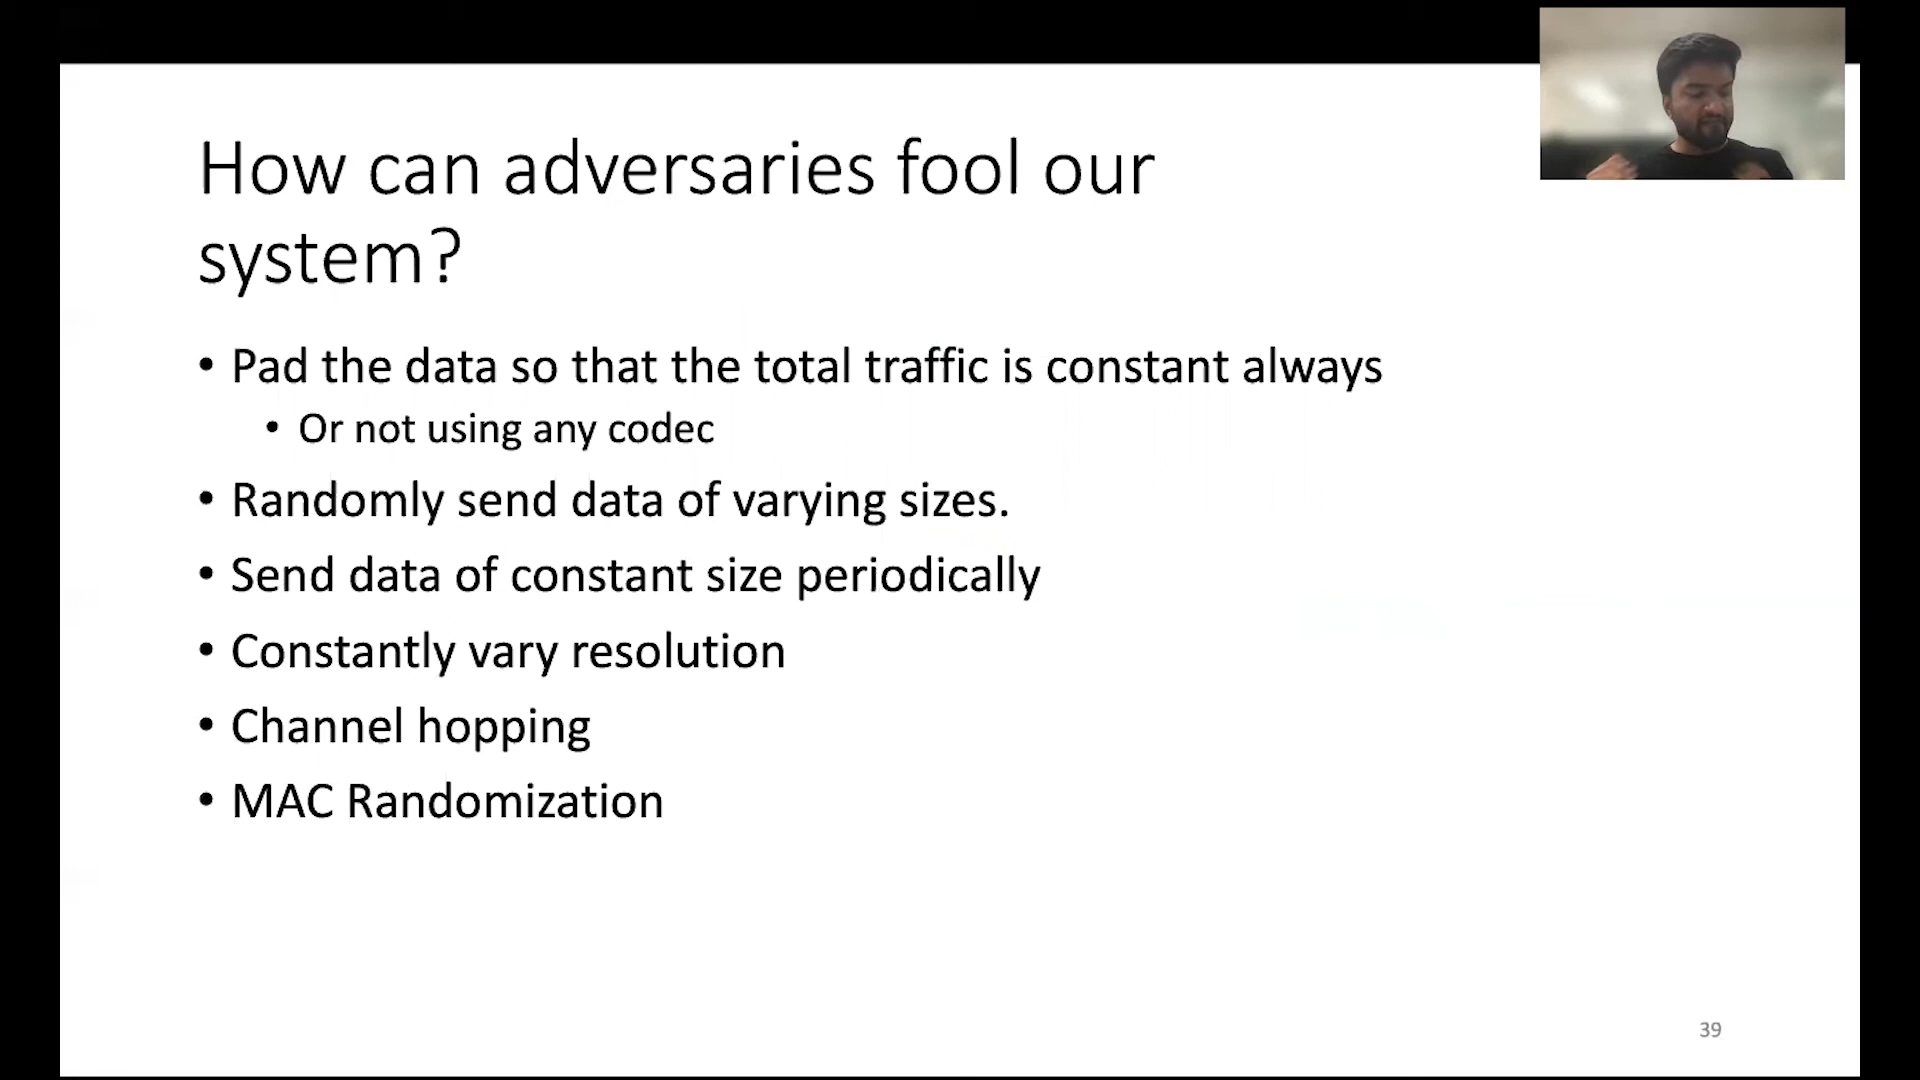 How can adversaries fool our
system?
• Pad the data so that the total traffic is constant always
• Or not using any codec
• Randomly send data of varying sizes.
• Send data of constant size periodically
• Constantly vary resolution
• Channel hopping
• MAC Randomization
39